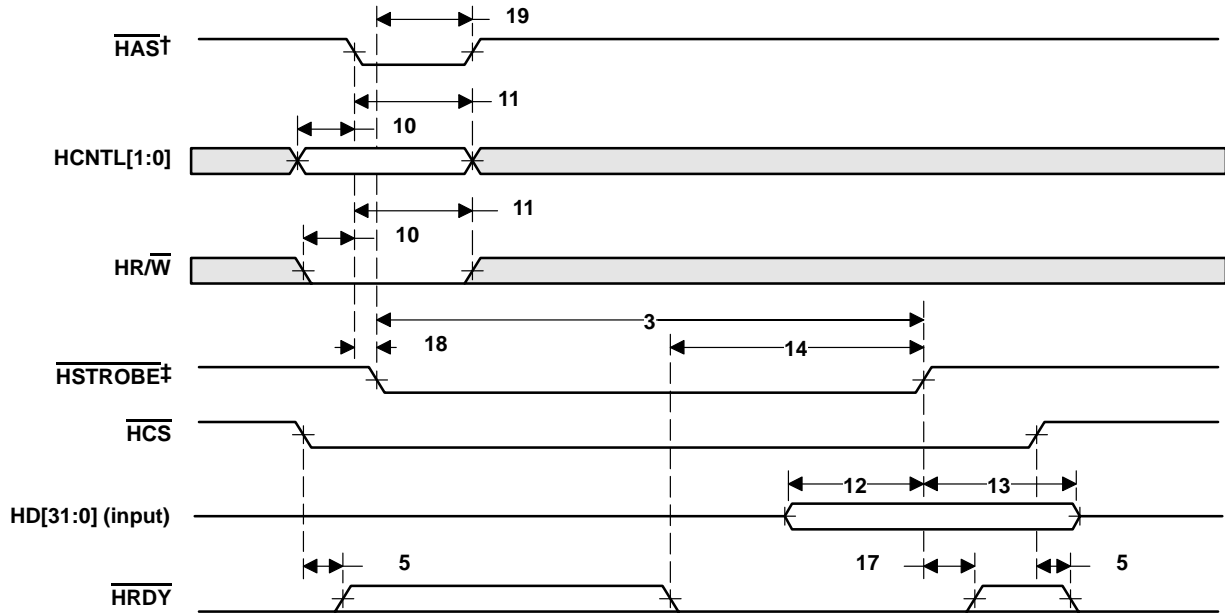 19
HAS†
11
10
HCNTL[1:0]
11
10
HR/W
3
18
14
HSTROBE‡
HCS
12
13
HD[31:0] (input)
5
17
5
HRDY